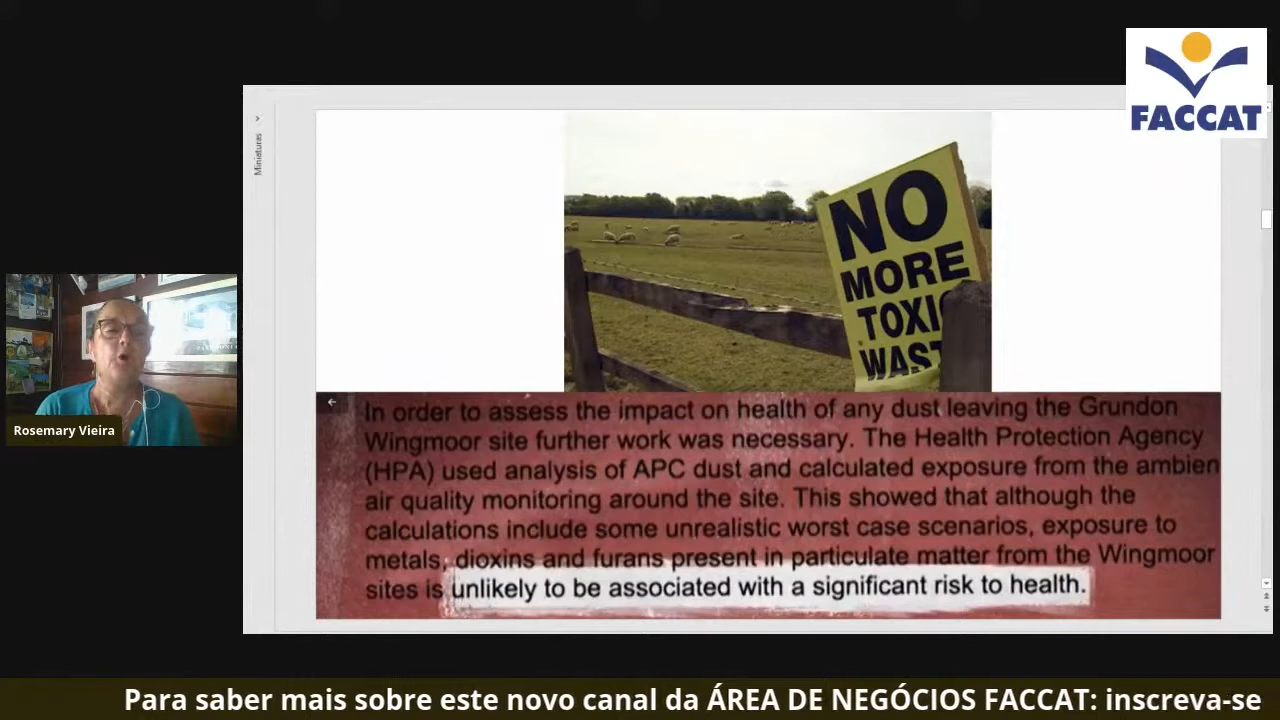 FACCAT
Miniaturas
NO
MORE
TOXI
WAST
In order to assess the impact on health of any dust leaving the Grundon
Wingmoor site further work was necessary. The Health Protection Agency
(HPA) used analysis of APC dust and calculated exposure from the ambien
air quality monitoring around the site. This showed that although the
calculations include some unrealistic worst case scenarios, exposure to
metals, dioxins and furans present in particulate matter from the Wingmoor
sites is unlikely to be associated with a significant risk to health.
Rosemary Vieira
Para saber mais sobre este novo canal da ÁREA DE NEGÓCIOS FACCAT: inscreva-se